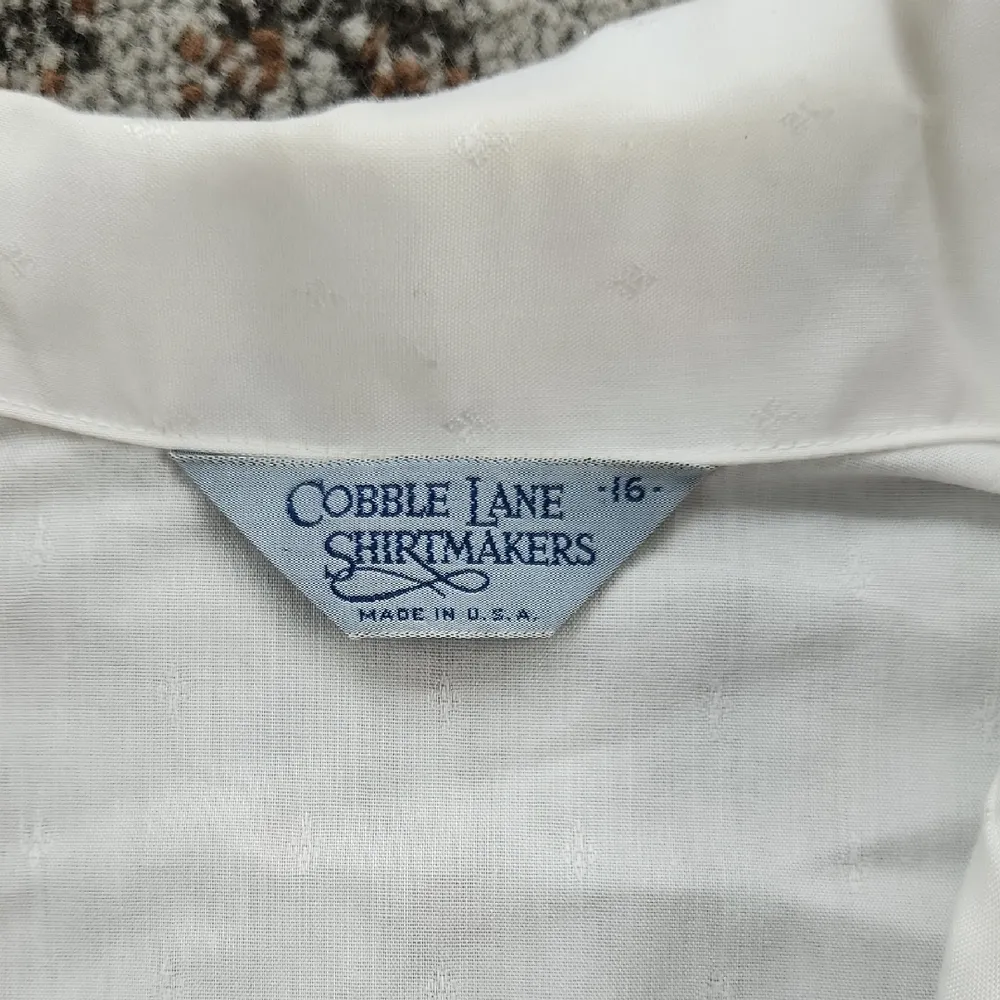 COBBLE LANE -16-
SHIRTMAKERS
MADE IN U.S.A.